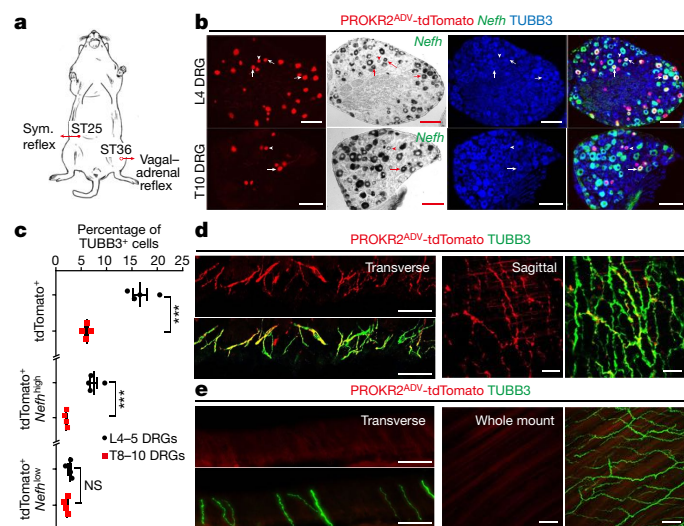 a
Sym.
reflex
ST25
ST36
Vagal–
adrenal
reflex
b
PROKR2ADV-tdTomato Nefh TUBB3
L4 DRG
Nefh
T10 DRG
Nefh
c
Percentage of
TUBB3+ cells
0 5 10 15 20 25
tdTomato+
***
tdTomato+
Nefhhigh
***
L4–5 DRGs
T8–10 DRGs
tdTomato+
Nefhlow
NS
d
PROKR2ADV-tdTomato TUBB3
Transverse
Sagittal
e
PROKR2ADV-tdTomato TUBB3
Transverse
Whole mount